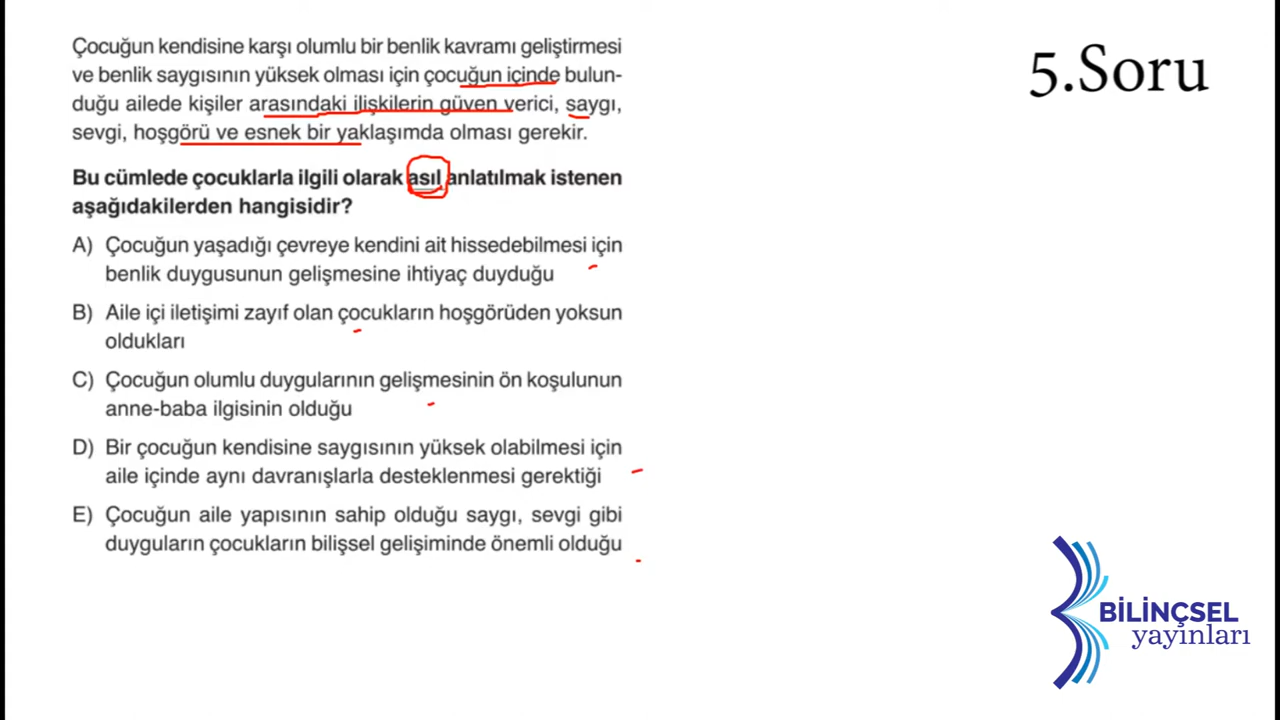 Çocuğun kendisine karşı olumlu bir benlik kavramı geliştirmesi
ve benlik saygısının yüksek olması için çocuğun içinde bulun-
duğu ailede kişiler arasındaki ilişkilerin güven verici, saygı,
sevgi, hoşgörü ve esnek bir yaklaşımda olması gerekir.
Bu cümlede çocuklarla ilgili olarak asıl anlatılmak istenen
aşağıdakilerden hangisidir?
A) Çocuğun yaşadığı çevreye kendini ait hissedebilmesi için
benlik duygusunun gelişmesine ihtiyaç duyduğu
B) Aile içi iletişimi zayıf olan çocukların hoşgörüden yoksun
oldukları
C) Çocuğun olumlu duygularının gelişmesinin ön koşulunun
anne-baba ilgisinin olduğu
D) Bir çocuğun kendisine saygısının yüksek olabilmesi için
aile içinde aynı davranışlarla desteklenmesi gerektiği
E) Çocuğun aile yapısının sahip olduğu saygı, sevgi gibi
duyguların çocukların bilişsel gelişiminde önemli olduğu
5.Soru
BİLİNÇSEL
yayınları